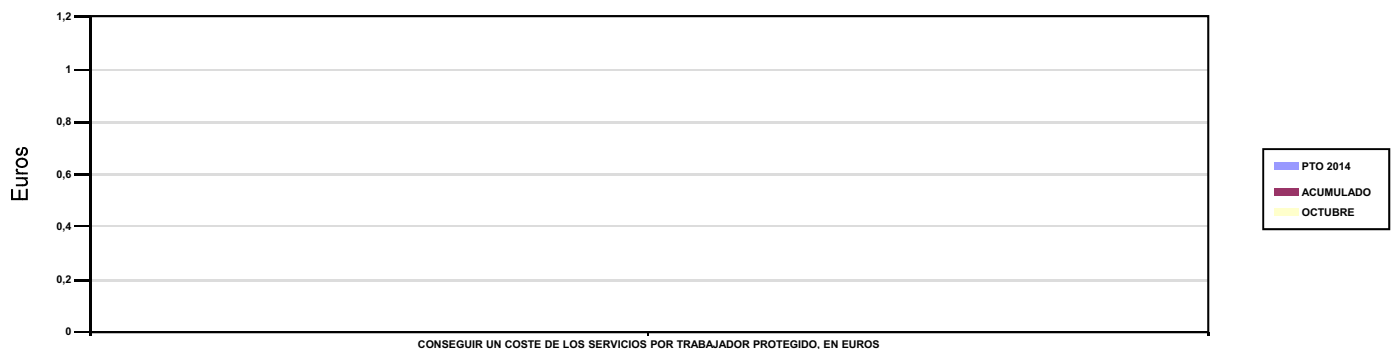 1,2
1
0,8
0,6
0,4
0,2
0
Euros
CONSEGUIR UN COSTE DE LOS SERVICIOS POR TRABAJADOR PROTEGIDO, EN EUROS
PTO 2014
ACUMULADO
OCTUBRE